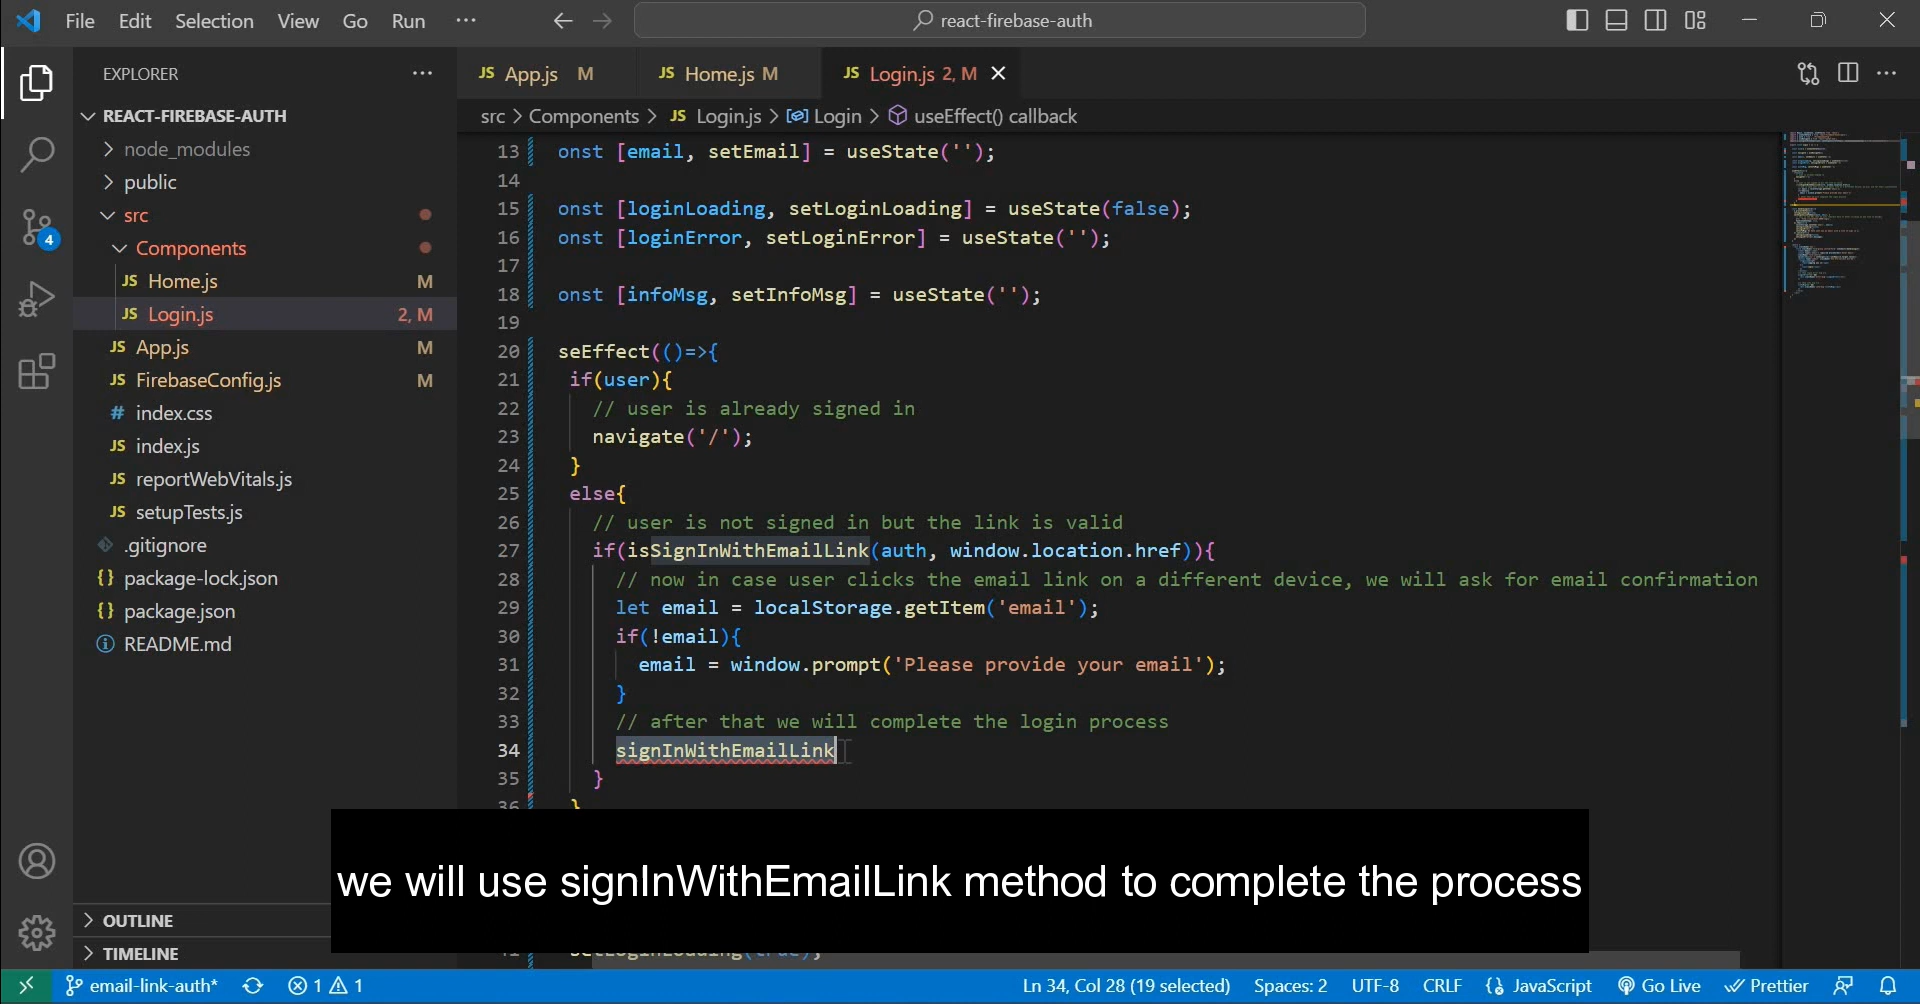 File Edit Selection View Go Run ···
react-firebase-auth
EXPLORER
JS App.js M
JS Home.js M
JS Login.js 2, M
src > Components > JS Login.js > Login > useEffect() callback
REACT-FIREBASE-AUTH
node_modules
public
src
Components
JS Home.js M
JS Login.js 2, M
JS App.js M
JS FirebaseConfig.js M
# index.css
JS index.js
JS reportWebVitals.js
JS setupTests.js
.gitignore
{} package-lock.json
{} package.json
README.md
OUTLINE
TIMELINE
4
13 onst [email, setEmail] = useState('');
14
15 onst [loginLoading, setLoginLoading] = useState(false);
16 onst [loginError, setLoginError] = useState('');
17
18 onst [infoMsg, setInfoMsg] = useState('');
19
20 seEffect(()=>{
21 if(user){
22 // user is already signed in
23 navigate('/');
24 }
25 else{
26 // user is not signed in but the link is valid
27 if(isSignInWithEmailLink(auth, window.location.href)){
28 // now in case user clicks the email link on a different device, we will ask for email confirmation
29 let email = localStorage.getItem('email');
30 if(!email){
31 email = window.prompt('Please provide your email');
32 }
33 // after that we will complete the login process
34 signInWithEmailLink
35 }
36 }
we will use signInWithEmailLink method to complete the process
email-link-auth* 1 1 Ln 34, Col 28 (19 selected) Spaces: 2 UTF-8 CRLF {} JavaScript Go Live Prettier